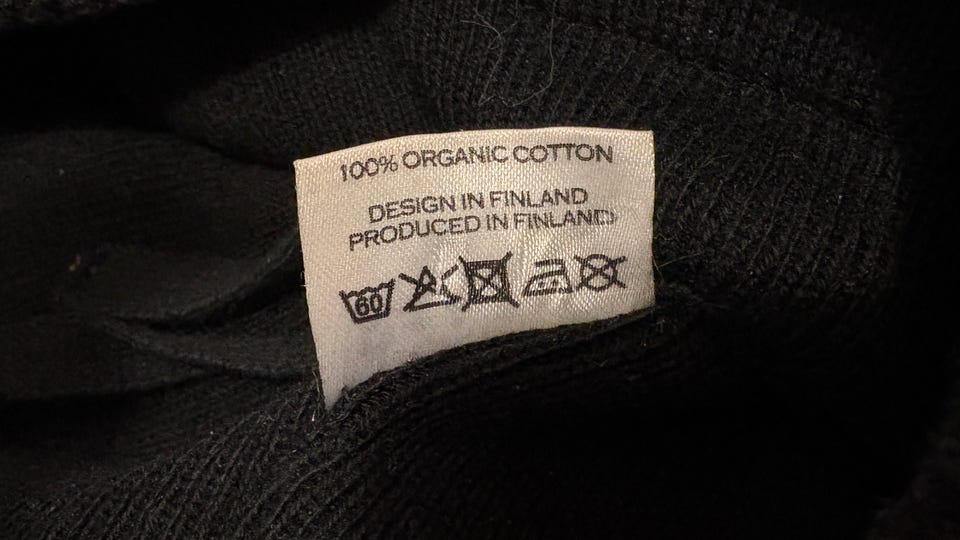 100% ORGANIC COTTON
DESIGN IN FINLAND
PRODUCED IN FINLAND
60